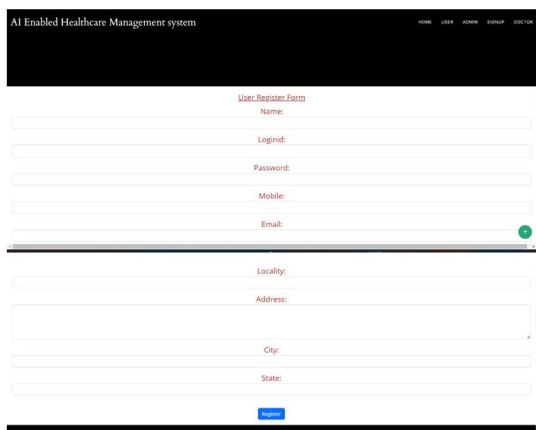 AI Enabled Healthcare Management system
HOME USER ADMIN SIGNUP DOCTOR
User Register Form
Name:
Loginid:
Password:
Mobile:
Email:
Locality:
Address:
City:
State:
Register